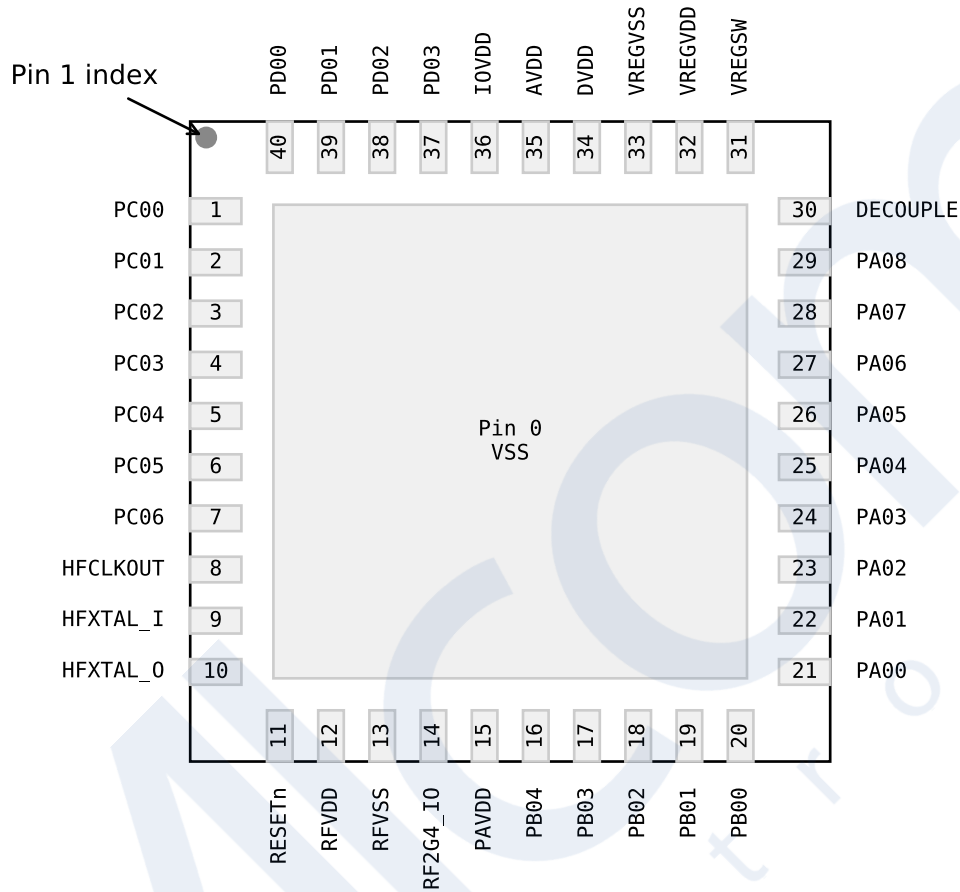 PD00
PD01
PD02
PD03
IOVDD
AVDD
DVDD
VREGVSS
VREGVDD
VREGSW
Pin 1 index
40
39
38
37
36
35
34
33
32
31
PC00 1
30 DECOUPLE
PC01 2
29 PA08
PC02 3
28 PA07
PC03 4
27 PA06
PC04 5
26 PA05
Pin 0
VSS
PC05 6
25 PA04
PC06 7
24 PA03
HFCLKOUT 8
23 PA02
HFXTAL_I 9
22 PA01
HFXTAL_O 10
21 PA00
11
12
13
14
15
16
17
18
19
20
RESETn
RFVDD
RFVSS
RF2G4_IO
PAVDD
PB04
PB03
PB02
PB01
PB00
t r o